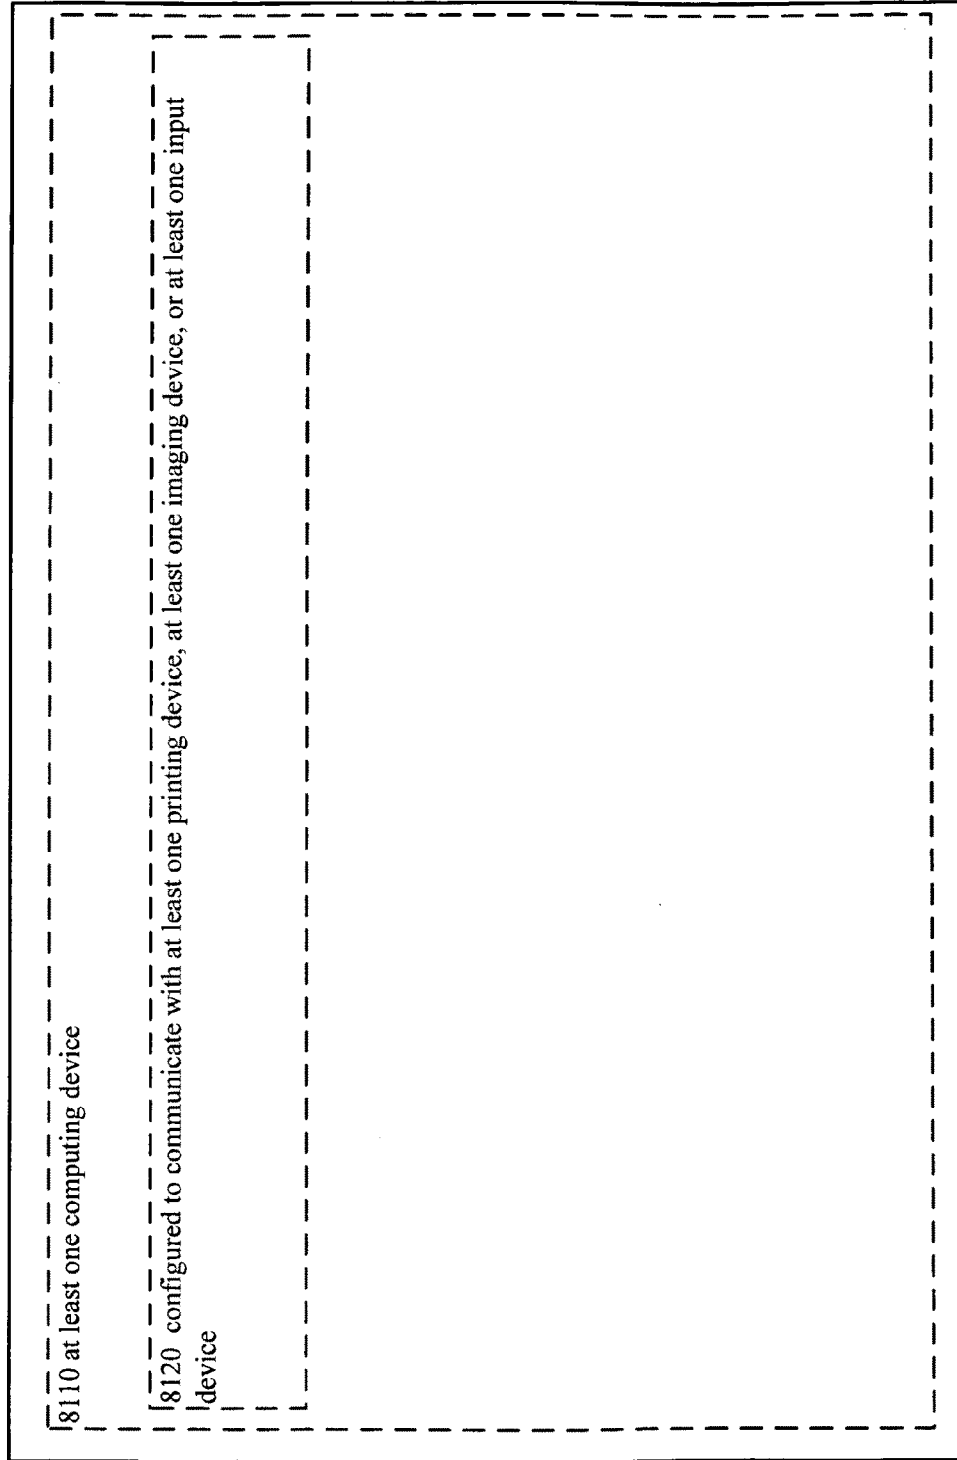 8110 at least one computing device
8120 configured to communicate with at least one printing device, at least one imaging device, or at least one input
device